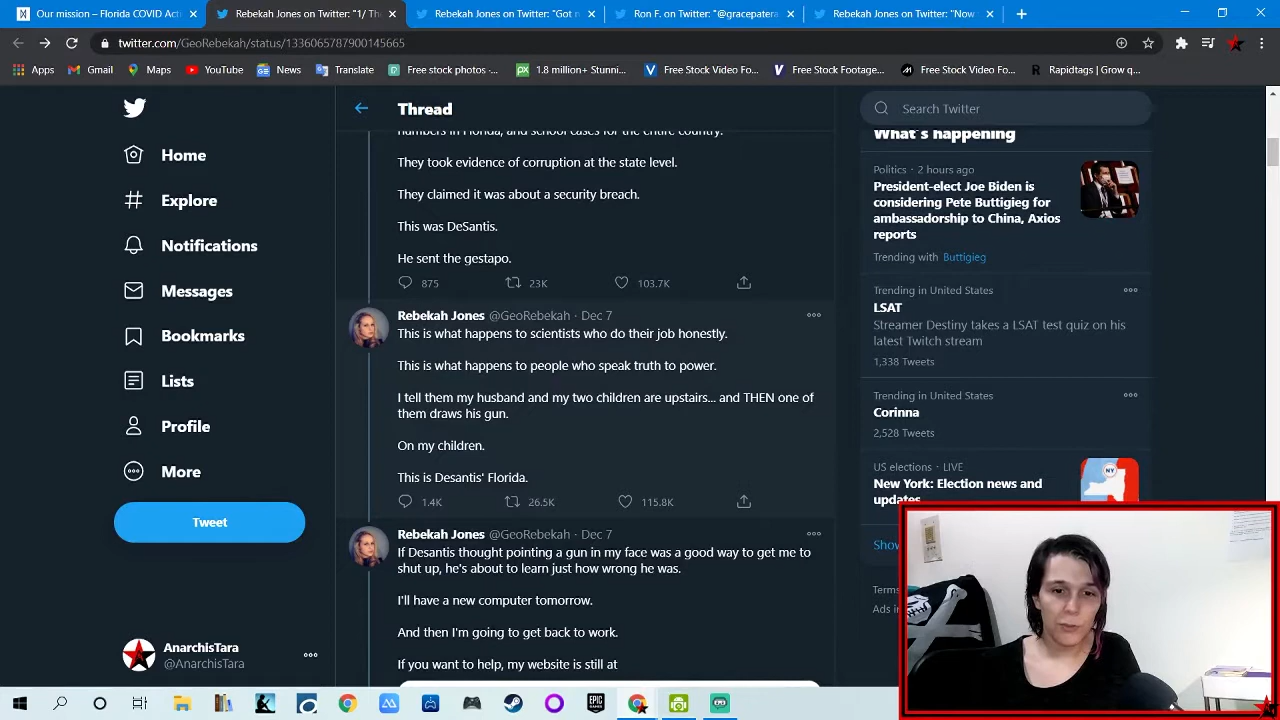 Our mission – Florida COVID Act
Rebekah Jones on Twitter: "1/ Th
Rebekah Jones on Twitter: "Got n
Ron F. on Twitter: "@gracepatera
Rebekah Jones on Twitter: "Now
twitter.com/GeoRebekah/status/1336065787900145665
Apps
Gmail
Maps
YouTube
News
Translate
Free stock photos -...
1.8 million+ Stunni...
Free Stock Video Fo...
Free Stock Footage...
Free Stock Video Fo...
Rapidtags | Grow q...
Home
Explore
Notifications
Messages
Bookmarks
Lists
Profile
More
Tweet
AnarchisTara
@AnarchisTara
Thread
numbers in Florida, and school cases for the entire country.
They took evidence of corruption at the state level.
They claimed it was about a security breach.
This was DeSantis.
He sent the gestapo.
875 23K 103.7K
Rebekah Jones @GeoRebekah · Dec 7
This is what happens to scientists who do their job honestly.
This is what happens to people who speak truth to power.
I tell them my husband and my two children are upstairs... and THEN one of
them draws his gun.
On my children.
This is Desantis' Florida.
1.4K 26.5K 115.8K
Rebekah Jones @GeoRebekah · Dec 7
If Desantis thought pointing a gun in my face was a good way to get me to
shut up, he's about to learn just how wrong he was.
I'll have a new computer tomorrow.
And then I'm going to get back to work.
If you want to help, my website is still at
Search Twitter
What's happening
Politics · 2 hours ago
President-elect Joe Biden is
considering Pete Buttigieg for
ambassadorship to China, Axios
reports
Trending with Buttigieg
Trending in United States
LSAT
Streamer Destiny takes a LSAT test quiz on his
latest Twitch stream
1,338 Tweets
Trending in United States
Corinna
2,528 Tweets
US elections · LIVE
New York: Election news and
updates
NY
Show
Terms
Ads in
EPIC
GAMES